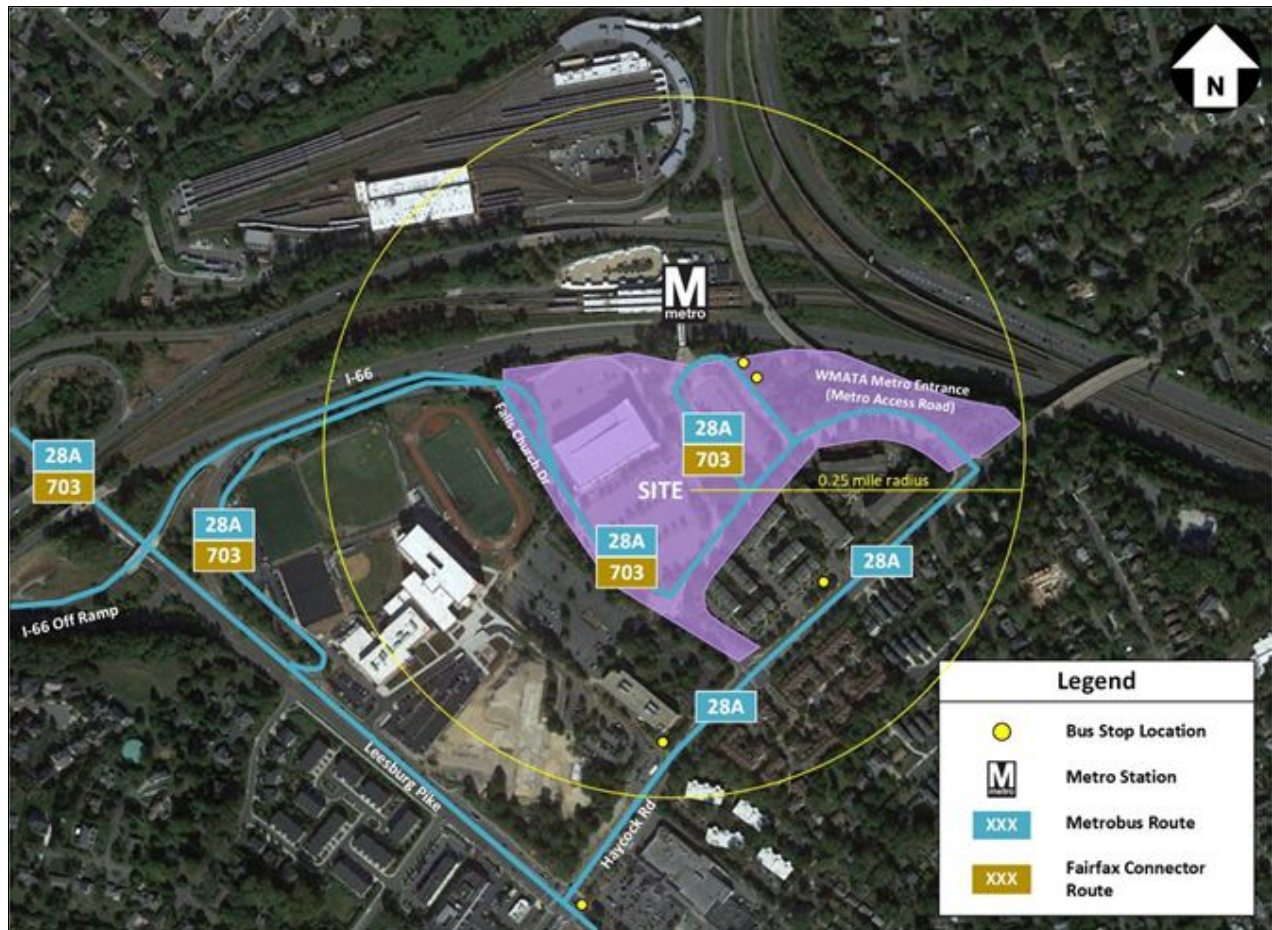 N
M
metro
I-66
WMATA Metro Entrance
(Metro Access Road)
Falls Church Dr
28A
703
28A
703
28A
703
SITE
0.25 mile radius
28A
703
28A
I-66 Off Ramp
28A
Leesburg Pike
Haycock Rd
Legend
Bus Stop Location
M
metro
Metro Station
XXX
Metrobus Route
XXX
Fairfax Connector
Route